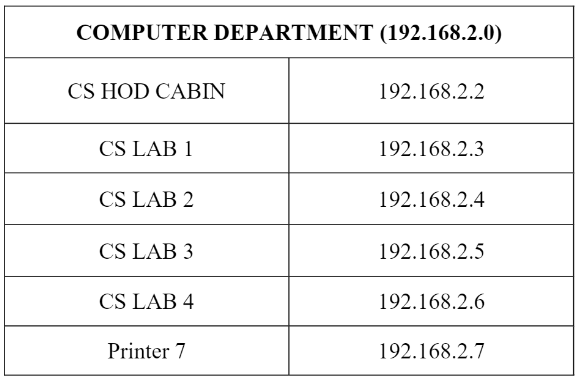 COMPUTER DEPARTMENT (192.168.2.0)
CS HOD CABIN 192.168.2.2
CS LAB 1 192.168.2.3
CS LAB 2 192.168.2.4
CS LAB 3 192.168.2.5
CS LAB 4 192.168.2.6
Printer 7 192.168.2.7